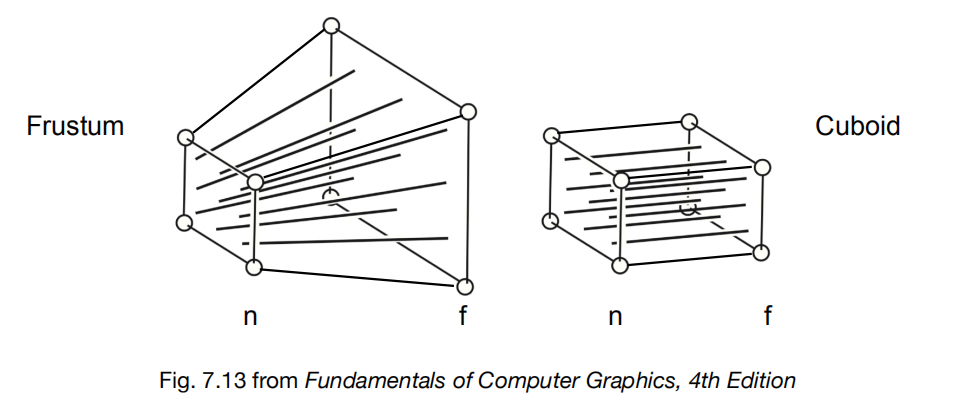 Frustum
Cuboid
n
f
n
f
Fig. 7.13 from Fundamentals of Computer Graphics, 4th Edition